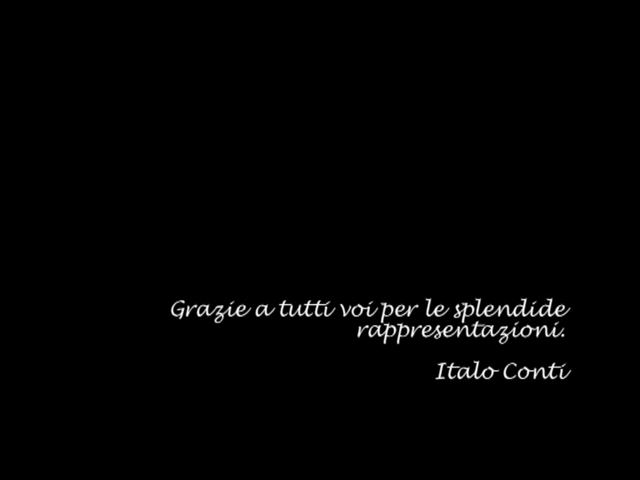 Grazie a tutti voi per le splendide
rappresentazioni.
Italo Conti